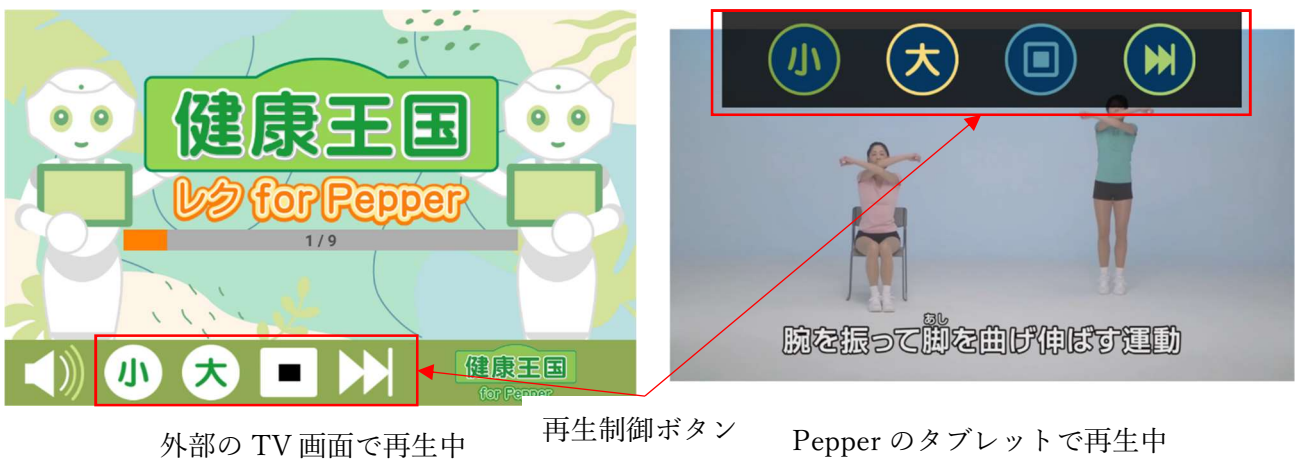 健康王国
レク for Pepper
1 / 9
小 大
健康王国
for Pepper
外部の TV 画面で再生中
小 大
あし
腕を振って脚を曲げ伸ばす運動
再生制御ボタン
Pepper のタブレットで再生中